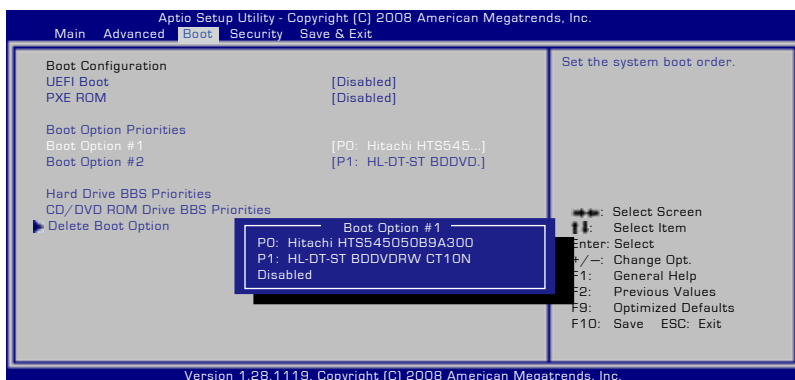 Aptio Setup Utility - Copyright (C) 2008 American Megatrends, Inc.
Main Advanced Boot Security Save & Exit
Boot Configuration
UEFI Boot [Disabled]
PXE ROM [Disabled]
Boot Option Priorities
Boot Option #1 [P0: Hitachi HTS545...]
Boot Option #2 [P1: HL-DT-ST BDDVD.]
Hard Drive BBS Priorities
CD/DVD ROM Drive BBS Priorities
Delete Boot Option
Boot Option #1
P0: Hitachi HTS545050B9A300
P1: HL-DT-ST BDDVDRW CT10N
Disabled
Set the system boot order.
: Select Screen
: Select Item
Enter: Select
+/–: Change Opt.
F1: General Help
F2: Previous Values
F9: Optimized Defaults
F10: Save ESC: Exit
Version 1.28.1119. Copyright (C) 2008 American Megatrends, Inc.